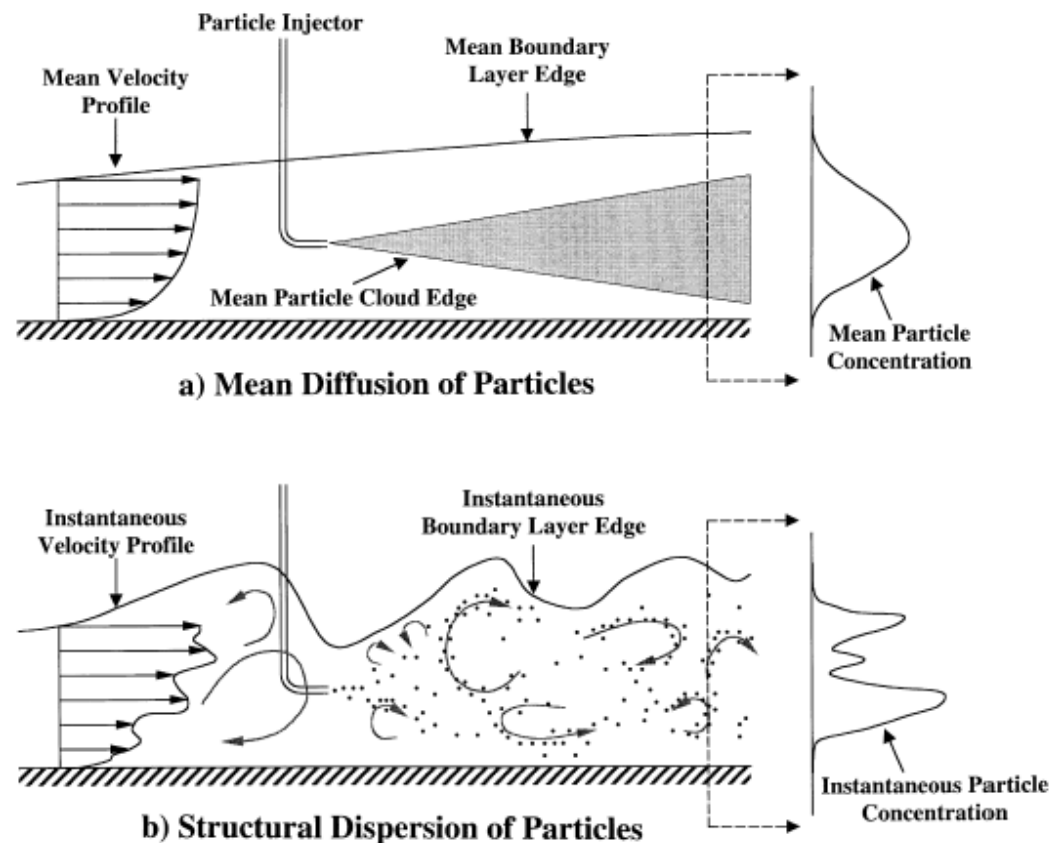 Particle Injector
Mean Boundary
Layer Edge
Mean Velocity
Profile
Mean Particle Cloud Edge
Mean Particle
Concentration
a) Mean Diffusion of Particles
Instantaneous
Velocity Profile
Instantaneous
Boundary Layer Edge
Instantaneous Particle
Concentration
b) Structural Dispersion of Particles